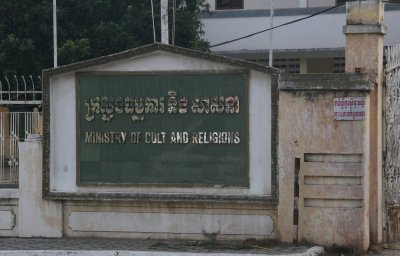 ក្រសួងធម្មការ និង សាសនា
MINISTRY OF CULT AND RELIGIONS